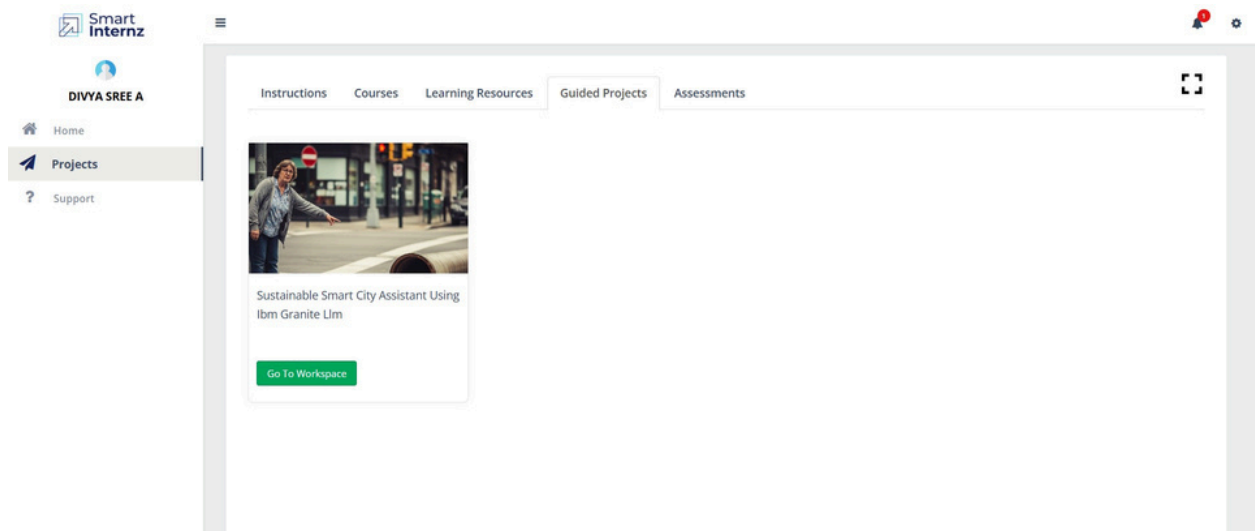 Smart
Internz
1
DIVYA SREE A
Home
Projects
? Support
Instructions Courses Learning Resources Guided Projects Assessments
Sustainable Smart City Assistant Using
Ibm Granite Llm
Go To Workspace